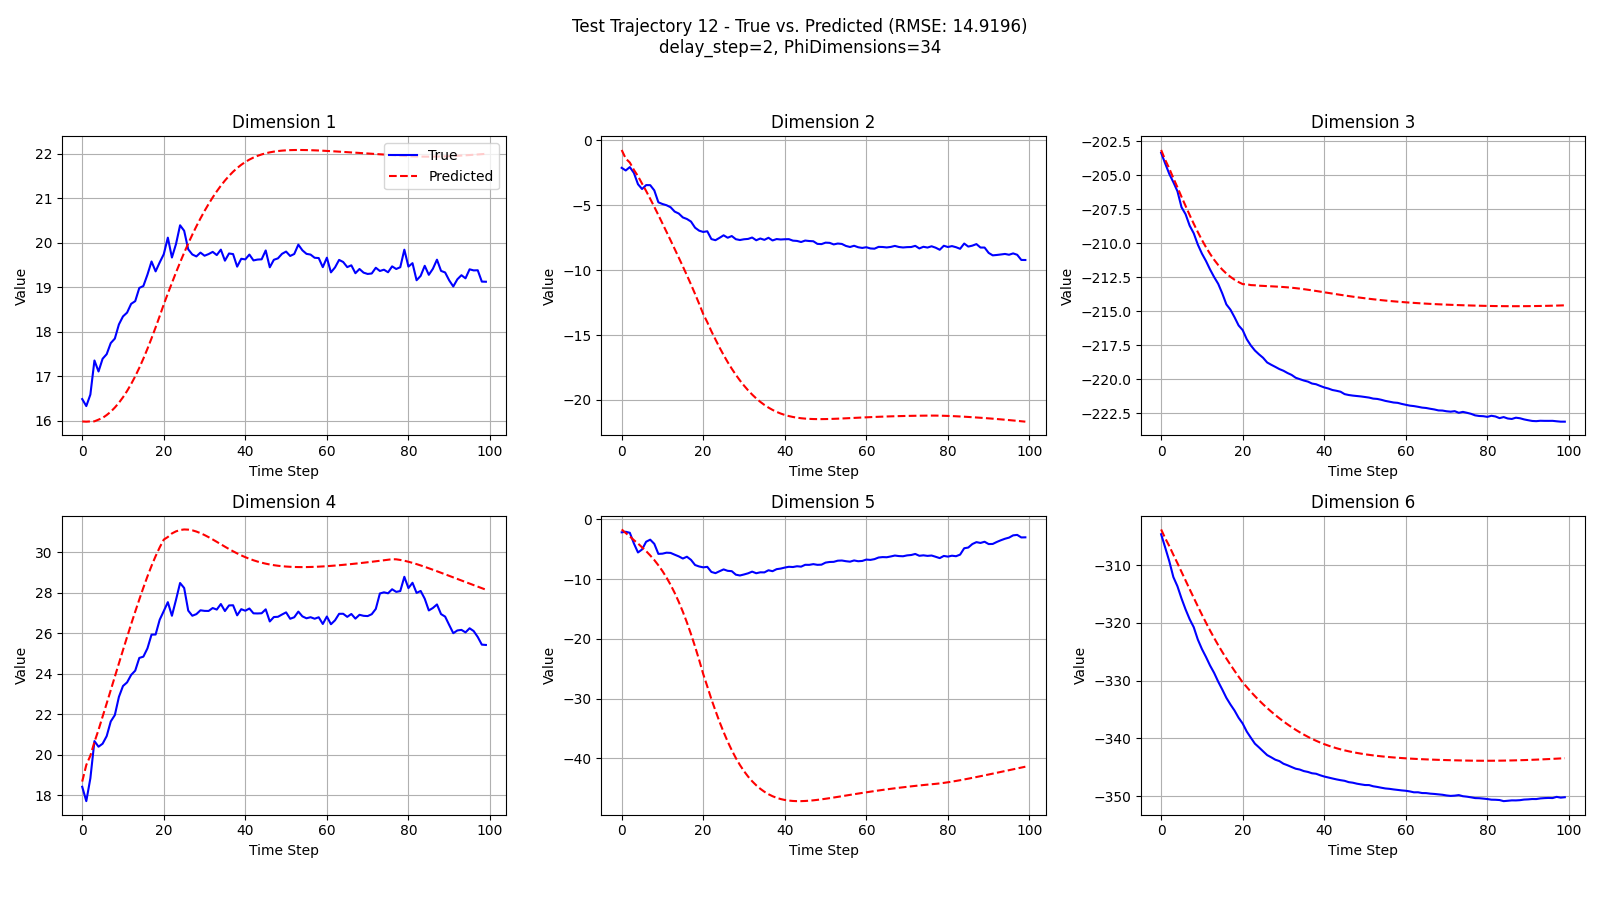 Test Trajectory 12 - True vs. Predicted (RMSE: 14.9196)
delay_step=2, PhiDimensions=34
Dimension 1
22
21
20
19
18
17
16
Value
0 20 40 60 80 100
Time Step
True
Predicted
Dimension 2
0
−5
−10
−15
−20
Value
0 20 40 60 80 100
Time Step
Dimension 3
−202.5
−205.0
−207.5
−210.0
−212.5
−215.0
−217.5
−220.0
−222.5
Value
0 20 40 60 80 100
Time Step
Dimension 4
30
28
26
24
22
20
18
Value
0 20 40 60 80 100
Time Step
Dimension 5
0
−10
−20
−30
−40
Value
0 20 40 60 80 100
Time Step
Dimension 6
−310
−320
−330
−340
−350
Value
0 20 40 60 80 100
Time Step